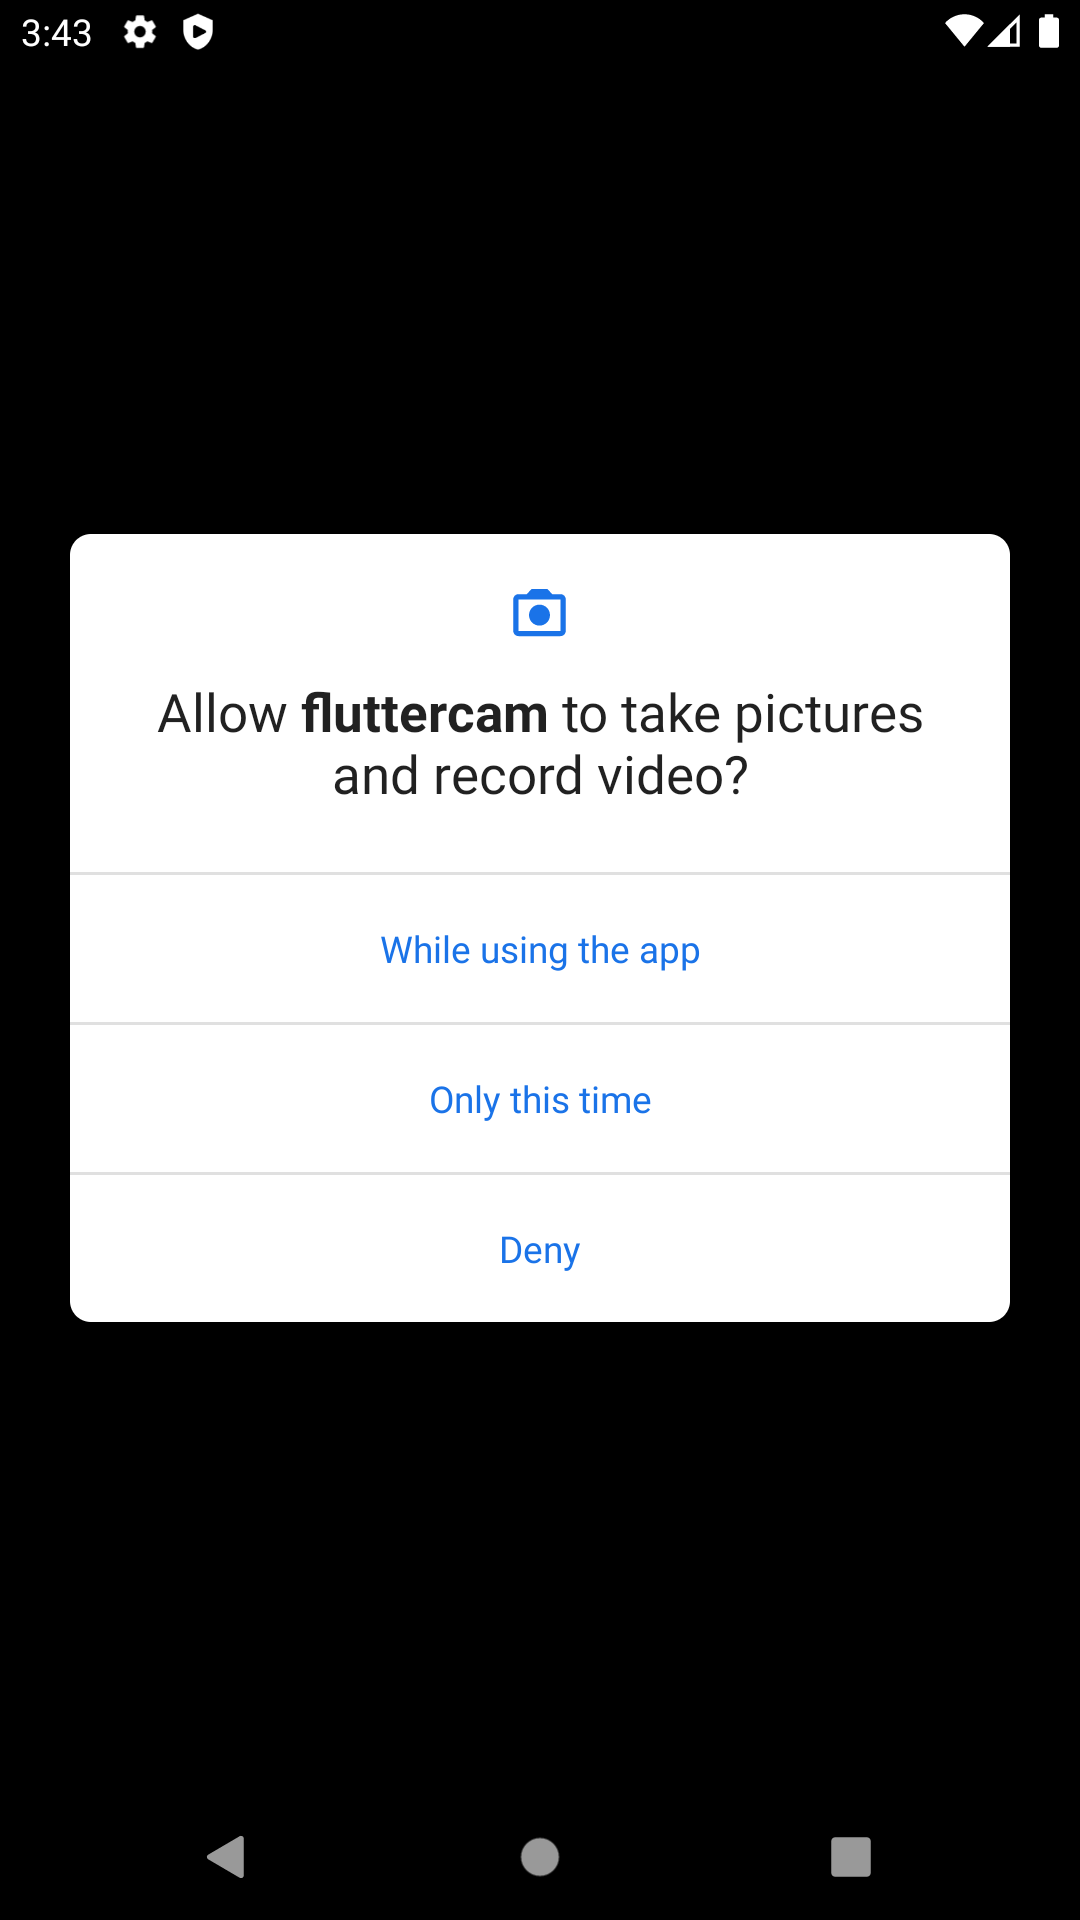 3:43
Allow fluttercam to take pictures
and record video?
While using the app
Only this time
Deny